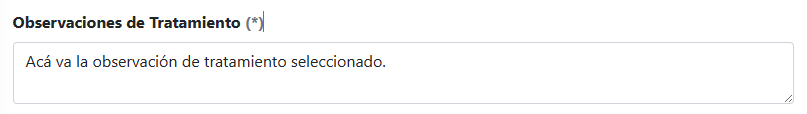 Observaciones de Tratamiento (*)
Acá va la observación de tratamiento seleccionado.